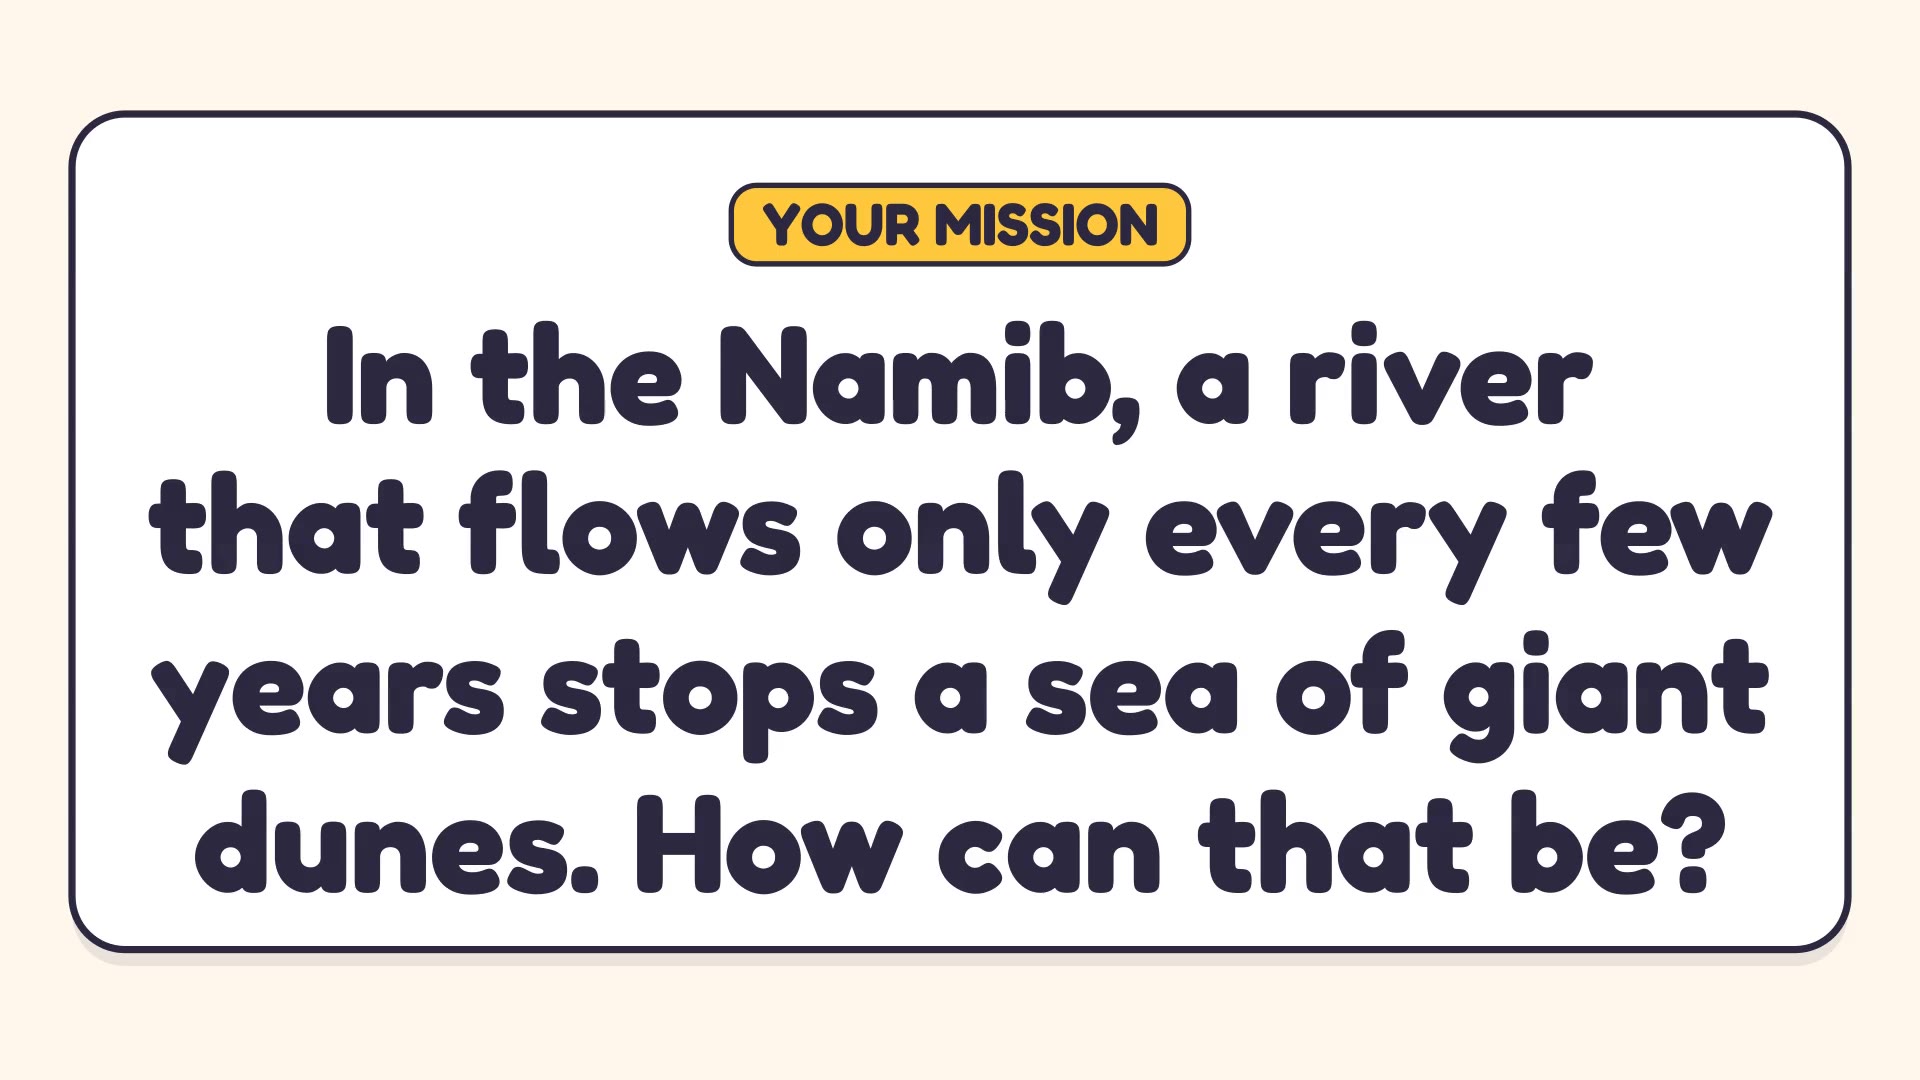 YOUR MISSION
In the Namib, a river
that flows only every few
years stops a sea of giant
dunes. How can that be?